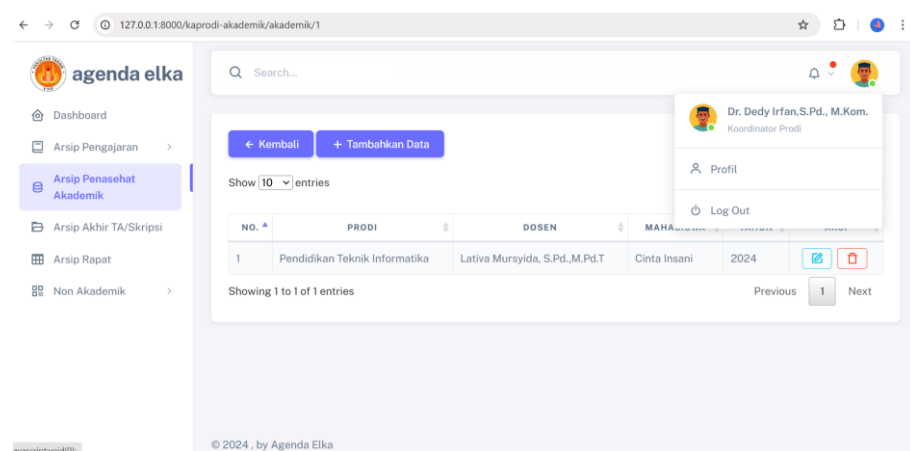 127.0.0.1:8000/kaprodi-akademik/akademik/1
agenda elka
Search...
Dashboard
Arsip Pengajaran
Arsip Penasehat
Akademik
Arsip Akhir TA/Skripsi
Arsip Rapat
Non Akademik
Dr. Dedy Irfan,S.Pd., M.Kom.
Koordinator Prodi
Profil
Log Out
← Kembali
+ Tambahkan Data
Show 10 entries
NO. PRODI DOSEN
1 Pendidikan Teknik Informatika Lativa Mursyida, S.Pd.,M.Pd.T Cinta Insani 2024
Showing 1 to 1 of 1 entries
Previous 1 Next
© 2024 , by Agenda Elka